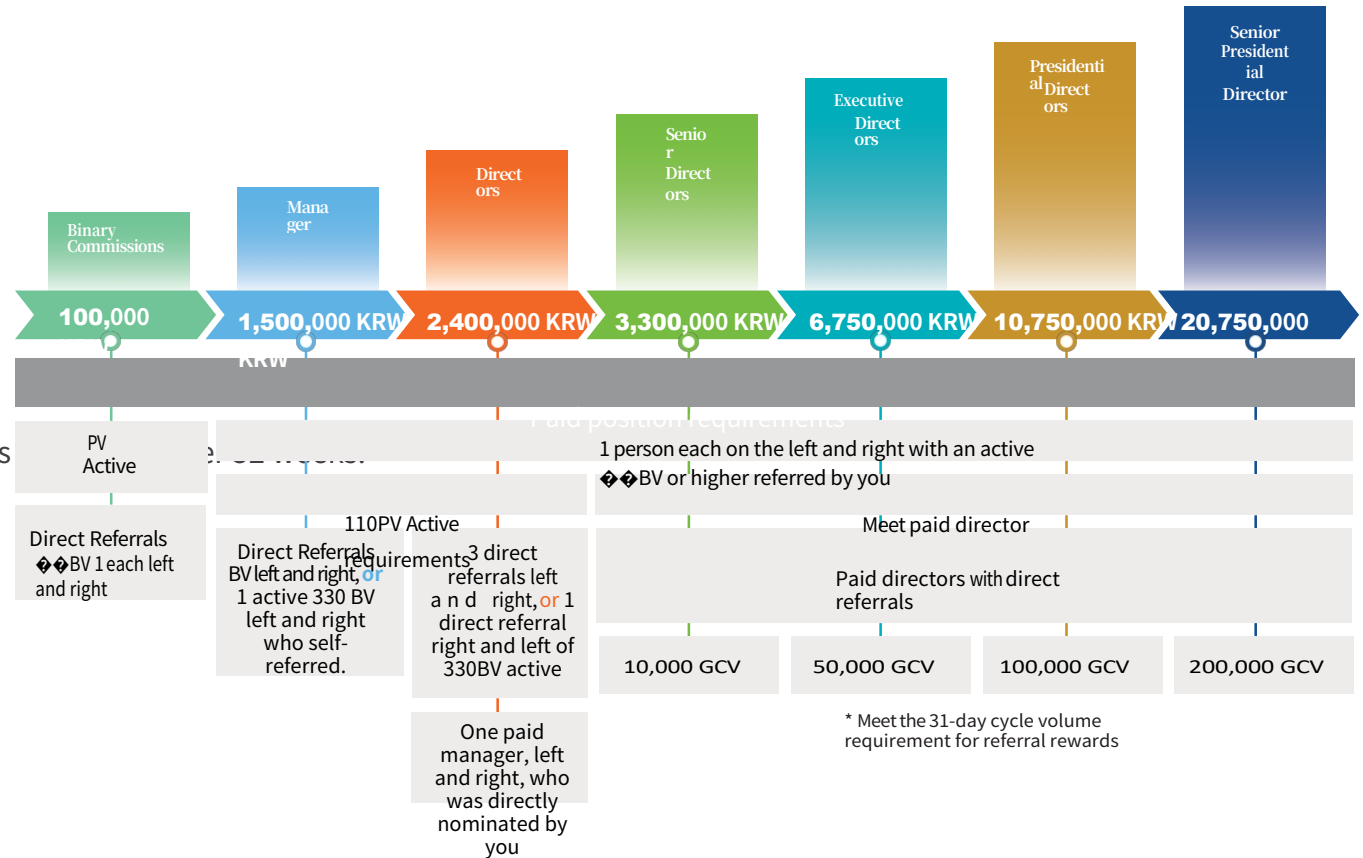 Senior
President
ial
Director
Presidenti
al Direct
ors
Executive
Direct
ors
Senio
r
Direct
ors
Direct
ors
Mana
ger
Binary
Commissions
100,000
1,500,000 KRW
2,400,000 KRW
3,300,000 KRW
6,750,000 KRW
10,750,000 KRW
20,750,000
KRW
Paid position requirements
PV
Active
s
1 person each on the left and right with an active
��BV or higher referred by you
110PV Active
requirements
Meet paid director
Direct Referrals
��BV 1 each left
and right
Direct Referrals
BV left and right, or
1 active 330 BV
left and right
who self-
referred.
3 direct
referrals left
and right, or 1
direct referral
right and left of
330BV active
Paid directors with direct
referrals
10,000 GCV
50,000 GCV
100,000 GCV
200,000 GCV
One paid
manager, left
and right, who
was directly
nominated by
you
* Meet the 31-day cycle volume
requirement for referral rewards